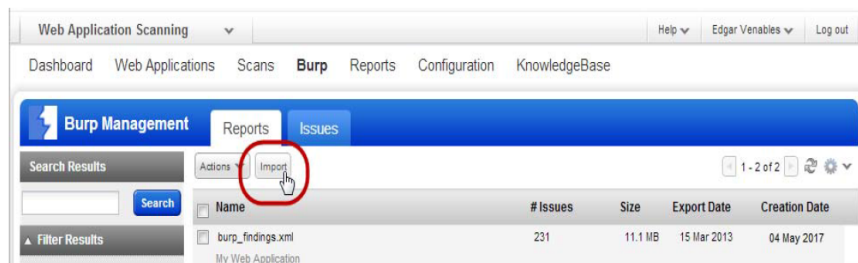 Web Application Scanning Help Edgar Venables Log out
Dashboard Web Applications Scans Burp Reports Configuration KnowledgeBase
Burp Management Reports Issues
Search Results Actions Import 1 - 2 of 2
Search Name # Issues Size Export Date Creation Date
Filter Results burp_findings.xml 231 11.1 MB 15 Mar 2013 04 May 2017
My Web Application